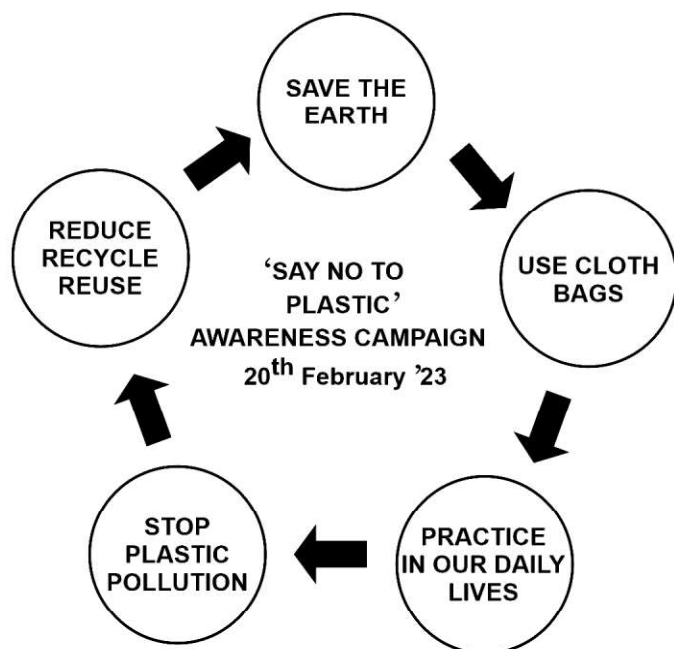 SAVE THE
EARTH
USE CLOTH
BAGS
PRACTICE
IN OUR DAILY
LIVES
STOP
PLASTIC
POLLUTION
REDUCE
RECYCLE
REUSE
‘SAY NO TO
PLASTIC’
AWARENESS CAMPAIGN
20th February ’23